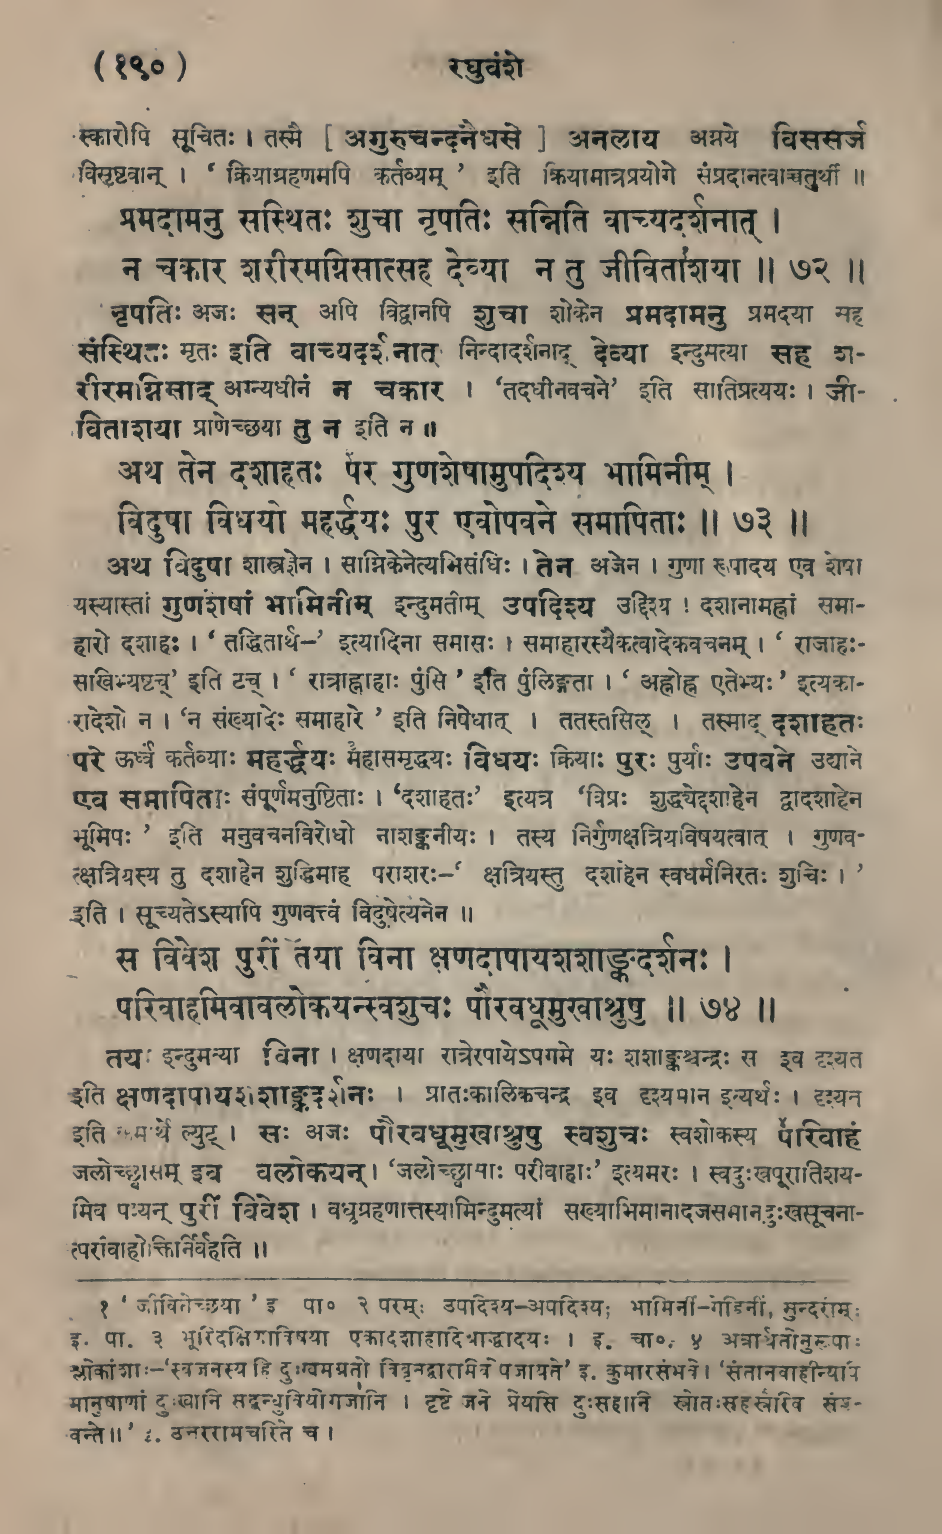 (१९०) रघुवंशे
स्कारोपि सूचितः । तस्मै [ अगुरुचन्दनैधसे ] अनलाय अग्नये विससर्ज
विसृष्टवान् । ‘ क्रियाग्रहणमपि कर्तव्यम् ’ इति क्रियामात्रप्रयोगे संप्रदानत्वाच्चतुर्थी ॥
प्रमदामनु सस्थितः शुचा नृपतिः सन्निति वाच्यदर्शनात् ।
न चकार शरीरमग्निसात्सह देव्या न तु जीविताशया ॥ ७२ ॥
नृपतिः अजः सन् अपि विद्वानपि शुचा शोकेन प्रमदामनु प्रमदया सह
संस्थितः मृतः इति वाच्यदर्शनात् निन्दादर्शनाद् देव्या इन्दुमत्या सह श-
रीरमग्निसाद् अग्न्यधीनं न चकार । ‘तदधीनवचने’ इति सातिप्रत्ययः । जी-
विताशया प्राणेच्छया तु न इति न ॥
अथ तेन दशाहतः परे गुणशेषामुपदिश्य भामिनीम् ।
विदुषा विधयो महर्द्धयः पुर एवोपवने समापिताः ॥ ७३ ॥
अथ विदुषा शास्त्रज्ञेन । साग्निकेनेत्यभिसंधिः । तेन अजेन । गुणा रूपादय एव शेषा
यस्यास्तां गुणशेषां भामिनीम् इन्दुमतीम् उपदिश्य उद्दिश्य । दशानामह्नां समा-
हारो दशाहः । ‘ तद्धितार्थ–’ इत्यादिना समासः । समाहारस्यैकत्वादेकवचनम् । ‘ राजाहः-
सखिभ्यष्टच्’ इति टच् । ‘ रात्राह्नाहाः पुंसि ’ इति पुंलिङ्गता । ‘ अह्नोह्न एतेभ्यः ’ इत्यका-
रादेशो न । ‘न संख्यादेः समाहारे ’ इति निषेधात् । ततस्तसिल् । तस्माद् दशाहतः
परे ऊर्ध्वं कर्तव्याः महर्द्धयः महासमृद्धयः विधयः क्रियाः पुरः पुर्याः उपवने उद्याने
एव समापिताः संपूर्णमनुष्ठिताः । ‘दशाहतः’ इत्यत्र ‘विप्रः शुद्ध्येद्दशाहेन द्वादशाहेन
भूमिपः ’ इति मनुवचनविरोधो नाशङ्कनीयः । तस्य निर्गुणक्षत्रियविषयत्वात् । गुणव-
त्क्षत्रियस्य तु दशाहेन शुद्धिमाह पराशरः–‘ क्षत्रियस्तु दशाहेन स्वधर्मनिरतः शुचिः । ’
इति । सूच्यतेऽस्यापि गुणवत्त्वं विदुषेत्यनेन ॥
स विवेश पुरीं तया विना क्षणदापायशशाङ्कदर्शनः ।
परिवाहमिवावलोकयन्स्वशुचः पौरवधूमुखाश्रुषु ॥ ७४ ॥
तया इन्दुमत्या विना । क्षणदाया रात्रेरपायेऽपगमे यः शशाङ्कश्चन्द्रः स इव दृश्यत
इति क्षणदापायशशाङ्कदर्शनः । प्रातःकालिकचन्द्र इव दृश्यमान इत्यर्थः । दृश्यत
इति कर्मार्थे ल्युट् । सः अजः पौरवधूमुखाश्रुषु स्वशुचः स्वशोकस्य परिवाहं
जलोच्छ्वासम् इव वलोकयन् । ‘जलोच्छ्वासाः परीवाहाः’ इत्यमरः । स्वदुःखपूरातिशय-
मिव पश्यन् पुरीं विवेश । वधूग्रहणात्तस्यामिन्दुमत्यां सख्याभिमानादजसमानदुःखसूचना-
त्परीवाहोक्तिर्निर्वहति ॥
१ ‘ जीवितेच्छया ’ इ पा० २ परम्; उपदिश्य–अपदिश्य; भामिनीं–गेहिनीं, सुन्दरीम्;
इ. पा. ३ भूरिदक्षिणाविषया एकादशाहादिश्राद्धादयः । इ. चा०. ४ अत्रार्थतोनुरूपाः
श्लोकांशाः–‘स्वजनस्य हि दुःखमग्रतो विवृतद्वारमिवोपजायते’ इ. कुमारसंभवे । ‘संतानवाहीन्यपि
मानुषाणां दुःखानि सद्बन्धुवियोगजानि । दृष्टे जने प्रेयसि दुःसहानि स्रोतःसहस्रैरिव संप्ल-
वन्ते ॥’ इ. उत्तररामचरिते च ।